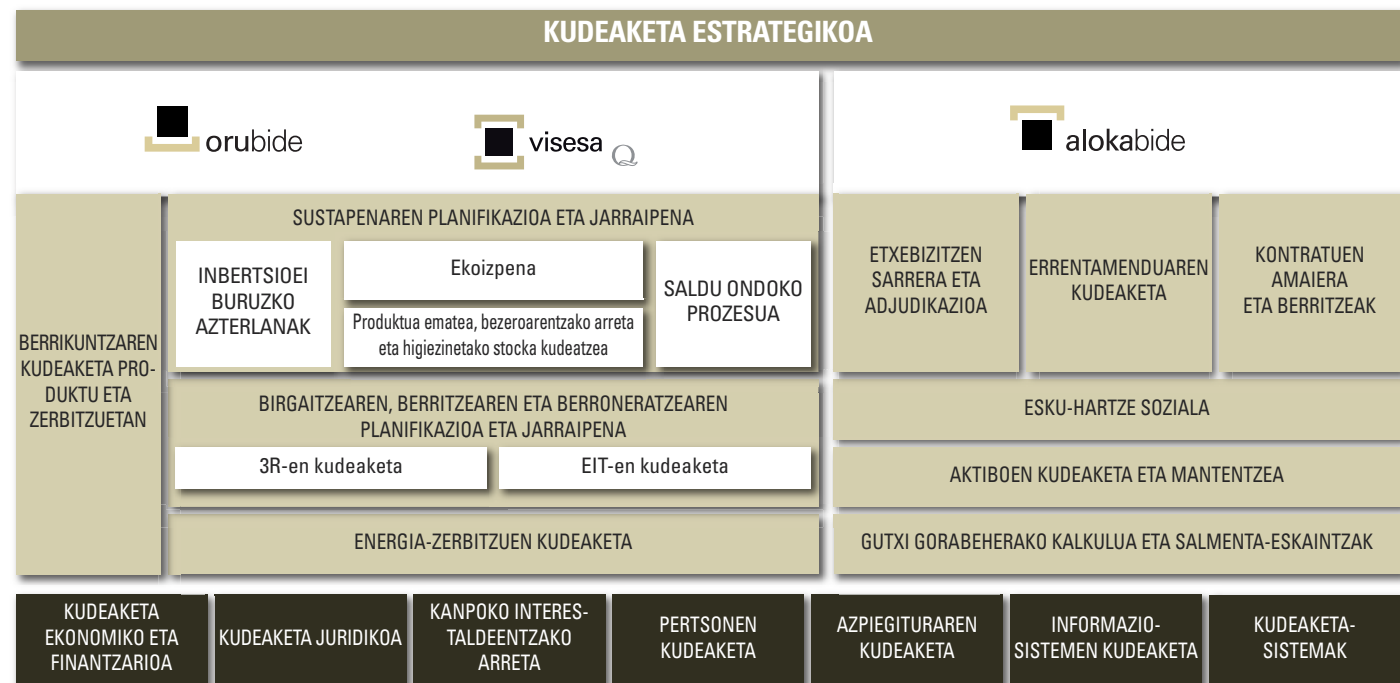 KUDEAKETA ESTRATEGIKOA
orubide
visesa Q
alokabide
BERRIKUNTZAREN
KUDEAKETA PRO-
DUKTU ETA
ZERBITZUETAN
SUSTAPENAREN PLANIFIKAZIOA ETA JARRAIPENA
INBERTSIOEI
BURUZKO
AZTERLANAK
Ekoizpena
Produktua ematea, bezeroarentzako arreta
eta higiezinetako stocka kudeatzea
SALDU ONDOKO
PROZESUA
BIRGAITZEAREN, BERRITZEAREN ETA BERRONERATZEAREN
PLANIFIKAZIOA ETA JARRAIPENA
3R-en kudeaketa
EIT-en kudeaketa
ENERGIA-ZERBITZUEN KUDEAKETA
ETXEBIZITZEN
SARRERA ETA
ADJUDIKAZIOA
ERRENTAMENDUAREN
KUDEAKETA
KONTRATUEN
AMAIERA
ETA BERRITZEAK
ESKU-HARTZE SOZIALA
AKTIBOEN KUDEAKETA ETA MANTENTZEA
GUTXI GORABEHERAKO KALKULUA ETA SALMENTA-ESKAINTZAK
KUDEAKETA
EKONOMIKO ETA
FINANTZARIOA
KUDEAKETA JURIDIKOA
KANPOKO INTERES-
TALDEENTZAKO
ARRETA
PERTSONEN
KUDEAKETA
AZPIEGITURAREN
KUDEAKETA
INFORMAZIO-
SISTEMEN KUDEAKETA
KUDEAKETA-
SISTEMAK